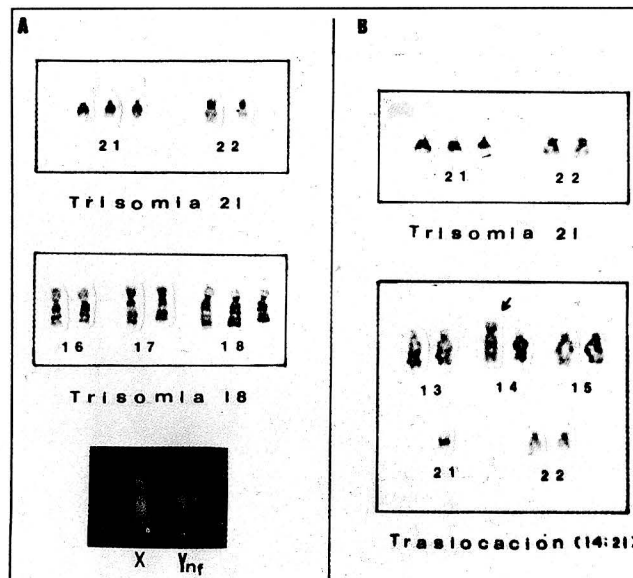 A
21 22
Trisomia 21
16 17 18
Trisomia 18
X Ynf
B
21 22
Trisomia 21
13 14 15
21 22
Traslocación (14;21)